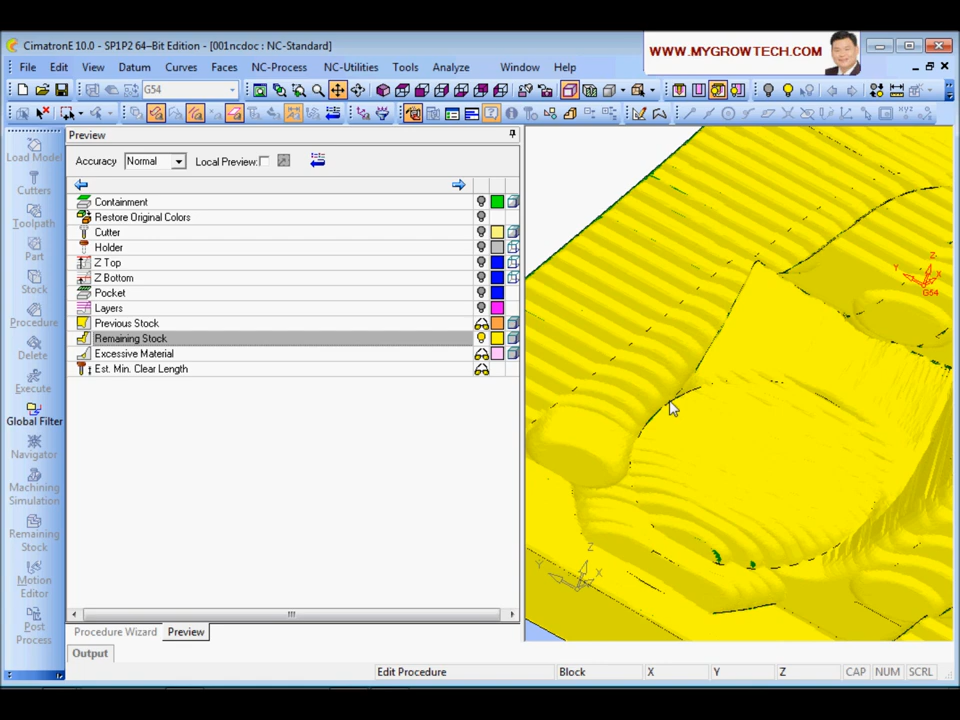 CimatronE 10.0 - SP1P2 64–Bit Edition - [001ncdoc : NC-Standard]
WWW.MYGROWTECH.COM
File Edit View Datum Curves Faces NC-Process NC-Utilities Tools Analyze Window Help
G54
Preview
Load Model
Cutters
Toolpath
Part
Stock
Procedure
Delete
Execute
Global Filter
Navigator
Machining Simulation
Remaining Stock
Motion Editor
Post Process
Accuracy Normal Local Preview:
Containment
Restore Original Colors
Cutter
Holder
Z Top
Z Bottom
Pocket
Layers
Previous Stock
Remaining Stock
Excessive Material
Est. Min. Clear Length
Z
Y
X
G54
Z
Y
X
Procedure Wizard Preview
Output
Edit Procedure Block X Y Z CAP NUM SCRL